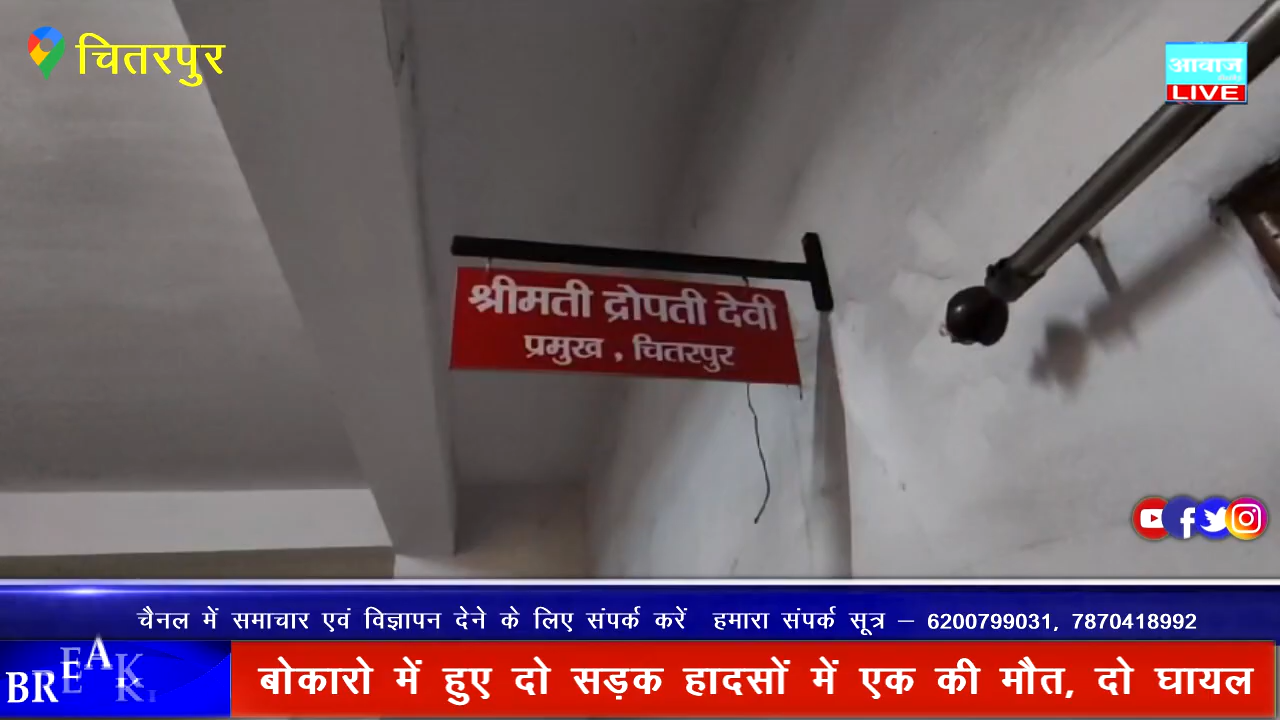 चितरपुर
आवाज
LIVE
श्रीमती द्रोपती देवी
प्रमुख , चितरपुर
चैनल में समाचार एवं विज्ञापन देने के लिए संपर्क करें हमारा संपर्क सूत्र – 6200799031, 7870418992
बोकारो में हुए दो सड़क हादसों में एक की मौत, दो घायल